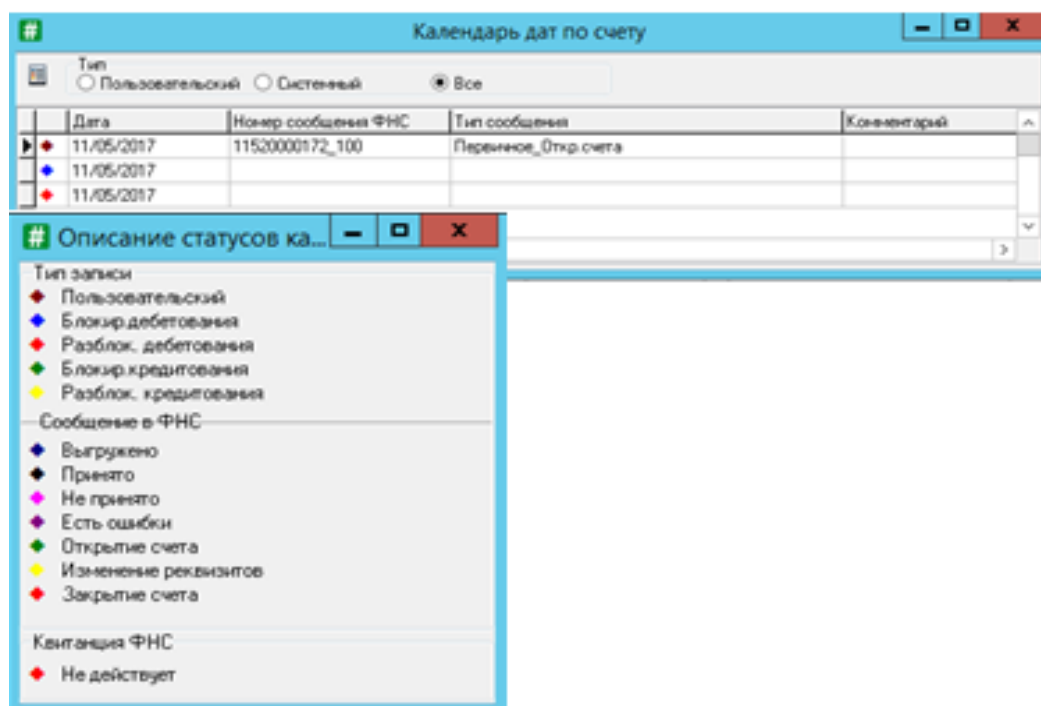 Календарь дат по счету
Тип
Пользовательский Системный Все
Дата Номер сообщения ФНС Тип сообщения Комментарий
11/05/2017 11520000172_100 Первичное_Откр.счета
11/05/2017
11/05/2017
Описание статусов ка...
Тип записи
Пользовательский
Блокир.дебетования
Разблок. дебетования
Блокир.кредитования
Разблок. кредитования
Сообщение в ФНС
Выгружено
Принято
Не принято
Есть ошибки
Открытие счета
Изменение реквизитов
Закрытие счета
Квитанция ФНС
Не действует